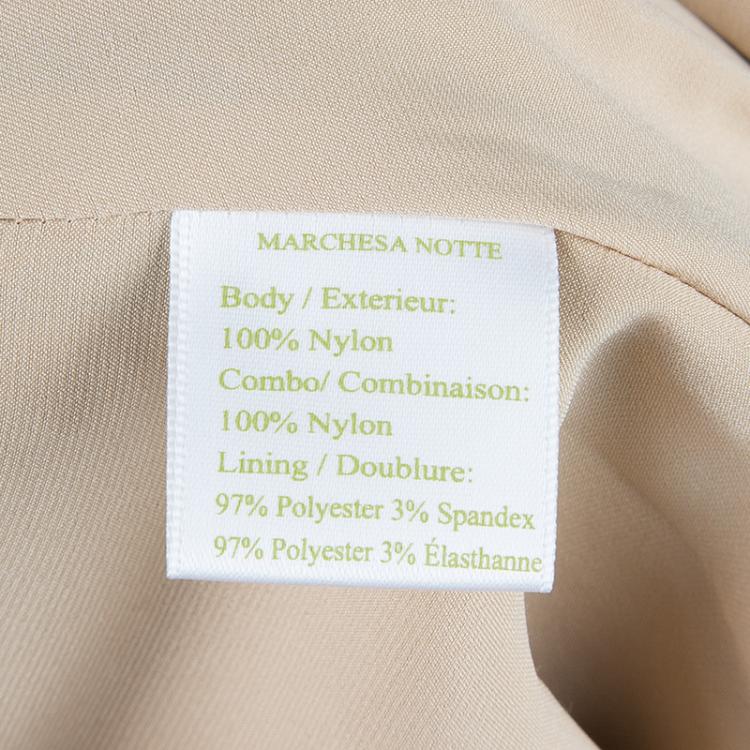 MARCHESA NOTTE
Body / Exterieur:
100% Nylon
Combo/ Combinaison:
100% Nylon
Lining / Doublure:
97% Polyester 3% Spandex
97% Polyester 3% Élasthanne